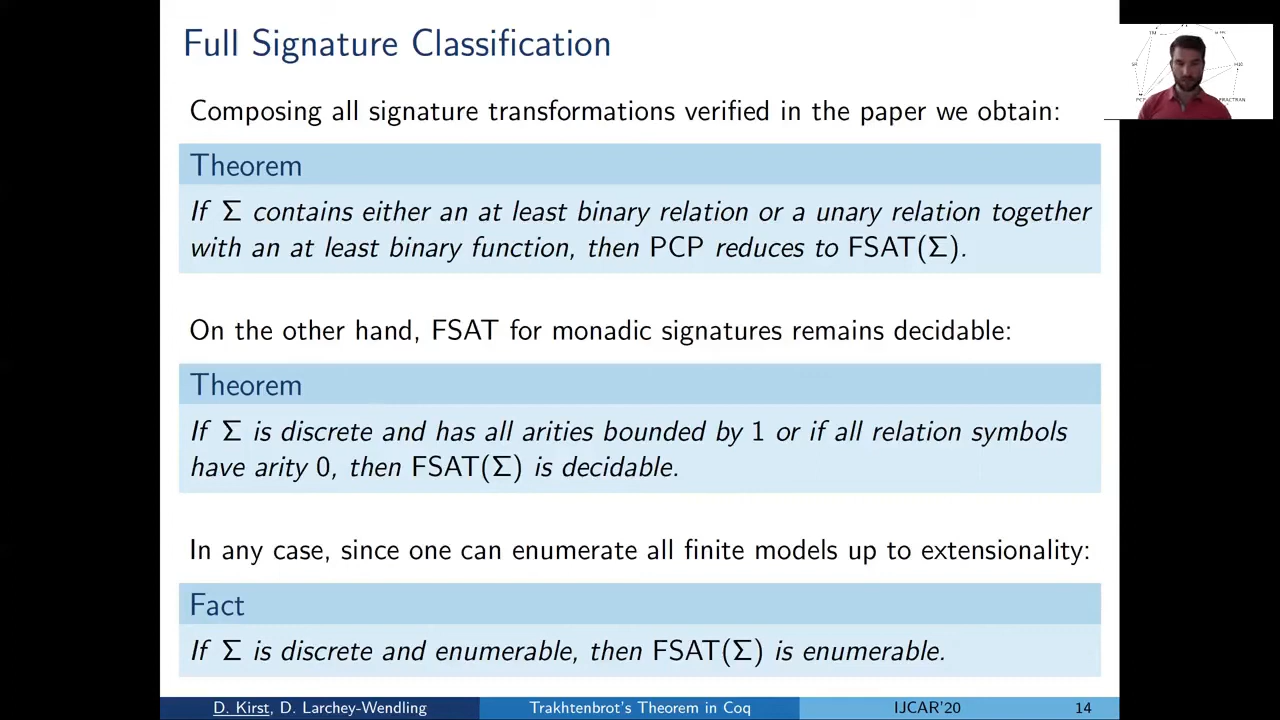 Full Signature Classification
Composing all signature transformations verified in the paper we obtain:
Theorem
If Σ contains either an at least binary relation or a unary relation together
with an at least binary function, then PCP reduces to FSAT(Σ).
On the other hand, FSAT for monadic signatures remains decidable:
Theorem
If Σ is discrete and has all arities bounded by 1 or if all relation symbols
have arity 0, then FSAT(Σ) is decidable.
In any case, since one can enumerate all finite models up to extensionality:
Fact
If Σ is discrete and enumerable, then FSAT(Σ) is enumerable.
D. Kirst, D. Larchey-Wendling
Trakhtenbrot's Theorem in Coq
IJCAR'20
14
PCP
FRACTRAN